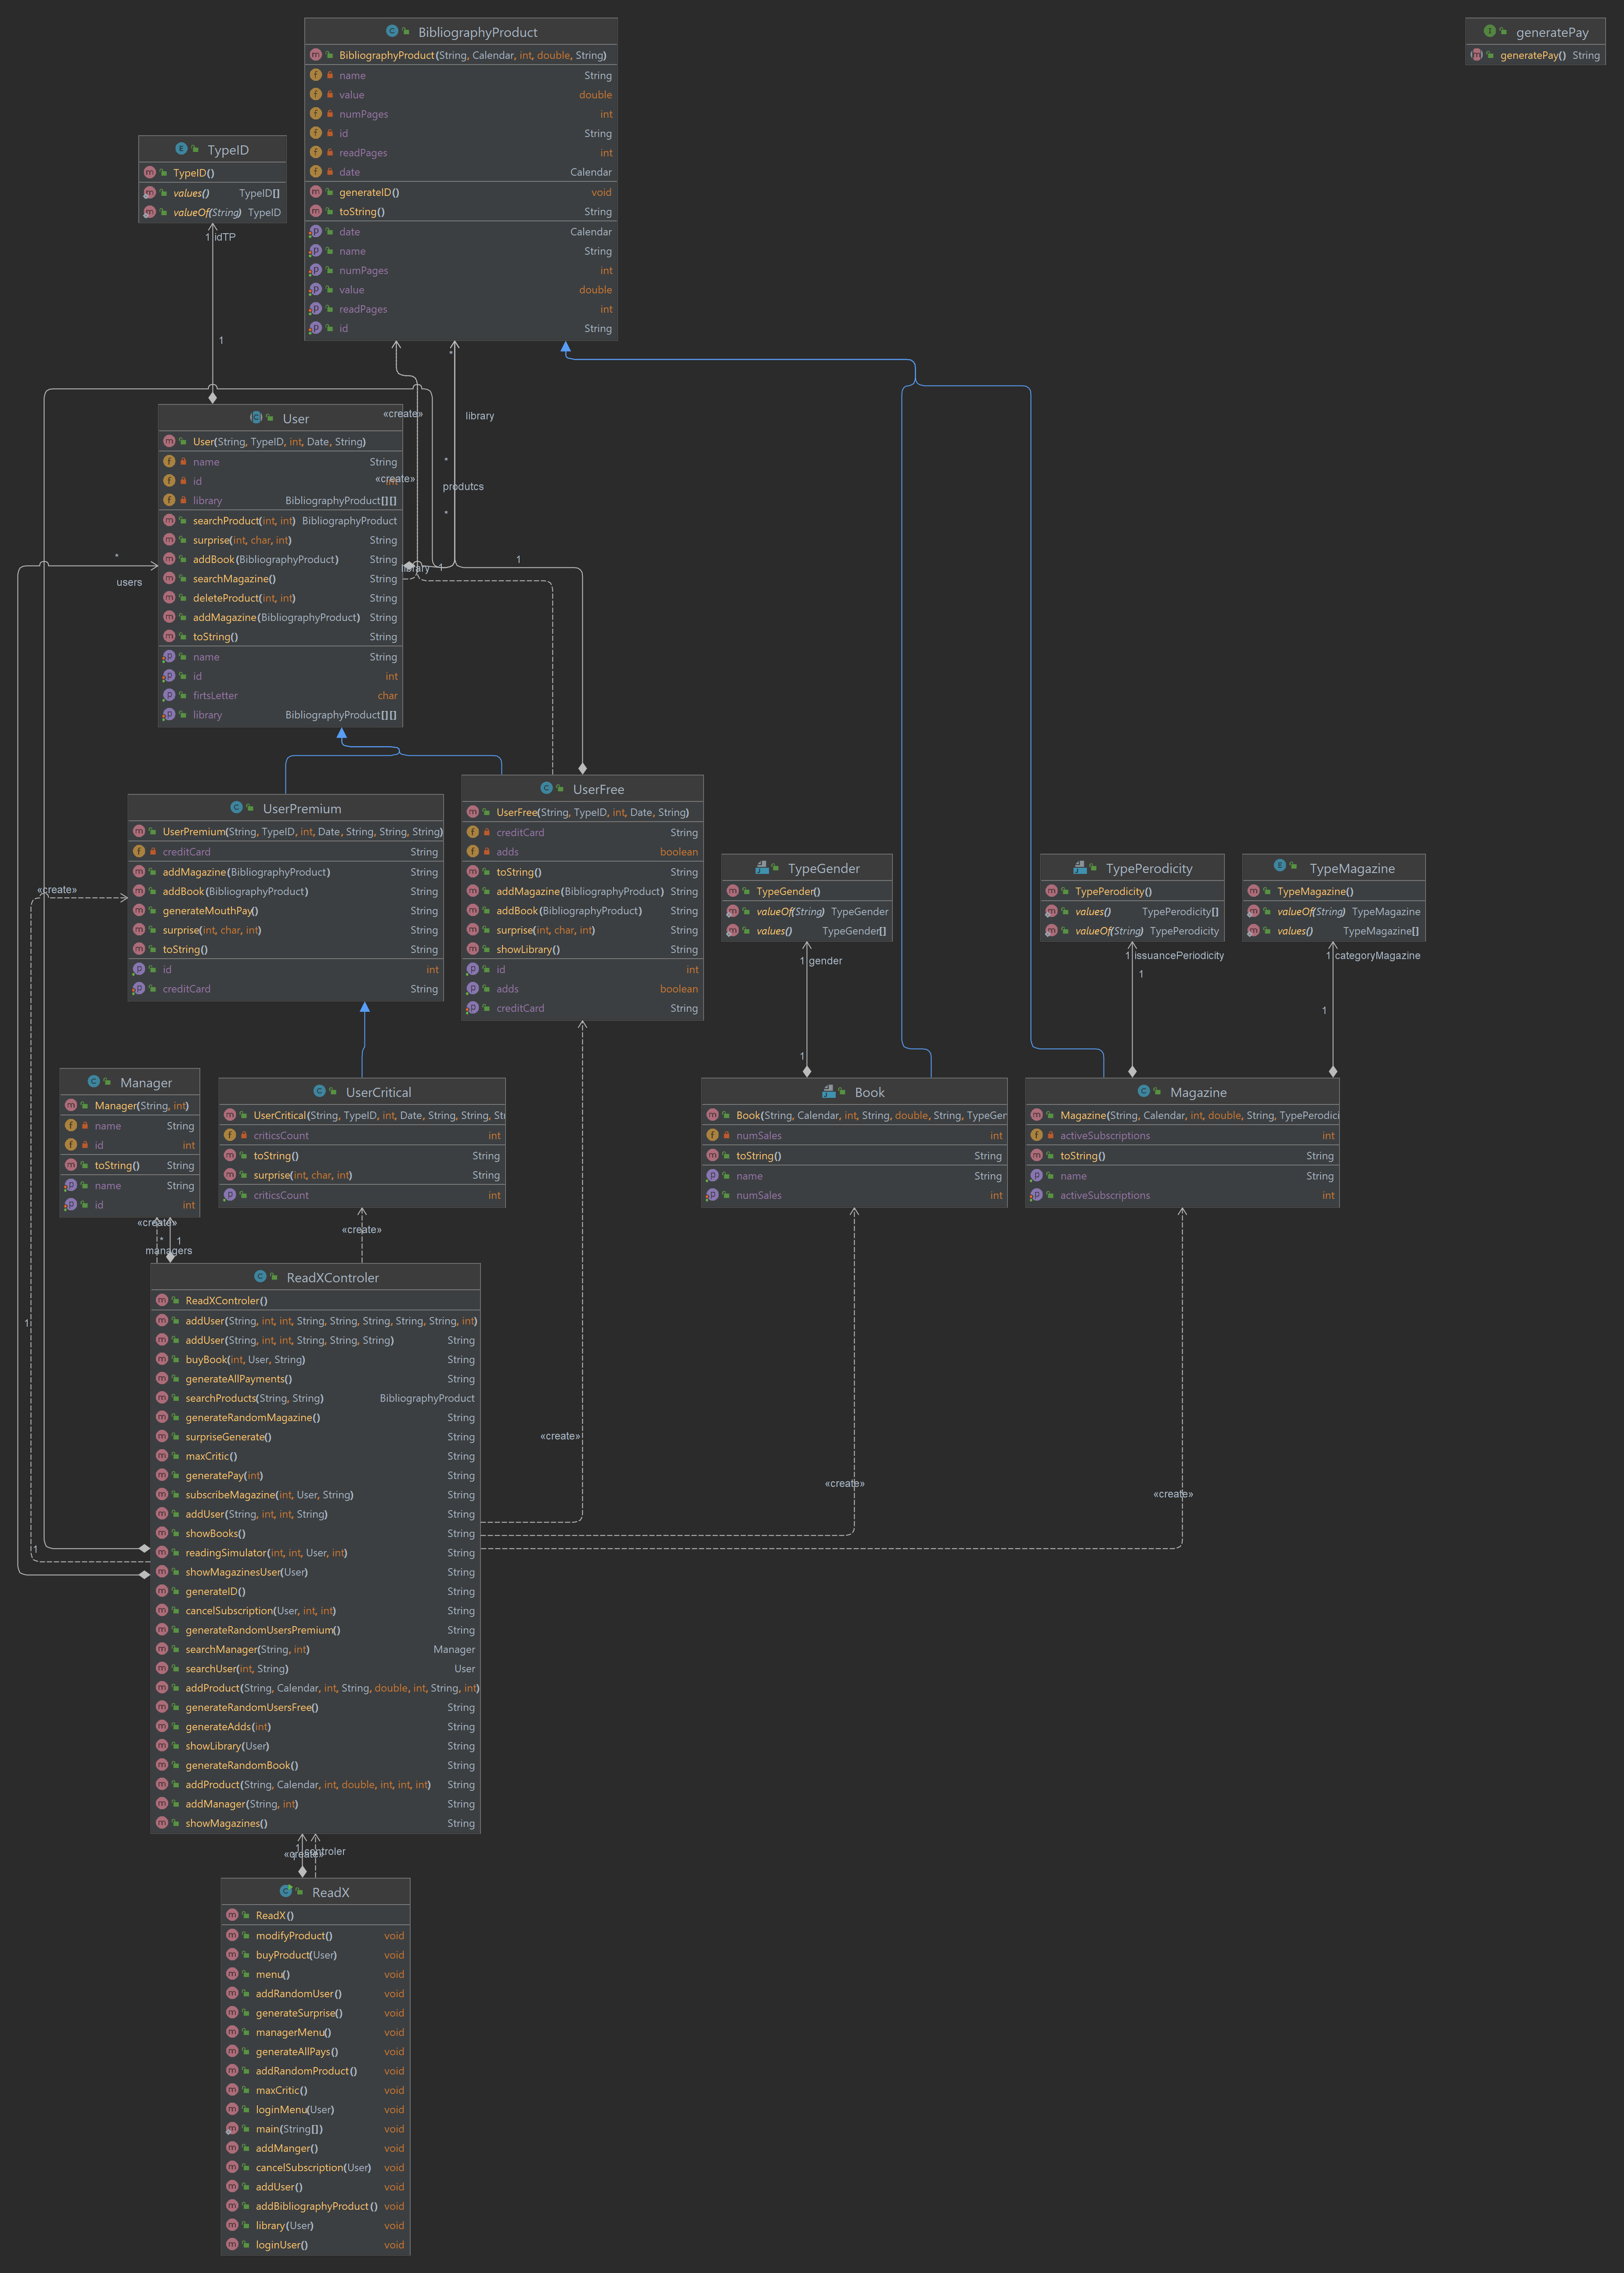 BibliographyProduct
BibliographyProduct(String, Calendar, int, double, String)
name String
value double
numPages int
id String
readPages int
date Calendar
generateID() void
toString() String
date Calendar
name String
numPages int
value double
readPages int
id String
generatePay
generatePay() String
TypeID
TypeID()
values() TypeID[]
valueOf(String) TypeID
1 idTP
1
*
«create»
library
User
User(String, TypeID, int, Date, String)
name String
id int
library BibliographyProduct[][]
searchProduct(int, int) BibliographyProduct
surprise(int, char, int) String
addBook(BibliographyProduct) String
searchMagazine() String
deleteProduct(int, int) String
addMagazine(BibliographyProduct) String
toString() String
name String
id int
firtsLetter char
library BibliographyProduct[][]
*
«create»
produtcs
*
1
library 1
*
users
UserPremium
UserPremium(String, TypeID, int, Date, String, String, String)
creditCard String
addMagazine(BibliographyProduct) String
addBook(BibliographyProduct) String
generateMouthPay() String
surprise(int, char, int) String
toString() String
id int
creditCard String
«create»
UserFree
UserFree(String, TypeID, int, Date, String)
creditCard String
adds boolean
toString() String
addMagazine(BibliographyProduct) String
addBook(BibliographyProduct) String
surprise(int, char, int) String
showLibrary() String
id int
adds boolean
creditCard String
TypeGender
TypeGender()
valueOf(String) TypeGender
values() TypeGender[]
1 gender
1
TypePerodicity
TypePerodicity()
values() TypePerodicity[]
valueOf(String) TypePerodicity
1 issuancePeriodicity
1
TypeMagazine
TypeMagazine()
valueOf(String) TypeMagazine
values() TypeMagazine[]
1 categoryMagazine
1
Manager
Manager(String, int)
name String
id int
toString() String
name String
id int
«create»
* 1
managers
UserCritical
UserCritical(String, TypeID, int, Date, String, String, Str
criticsCount int
toString() String
surprise(int, char, int) String
criticsCount int
«create»
Book
Book(String, Calendar, int, String, double, String, TypeGen
numSales int
toString() String
name String
numSales int
Magazine
Magazine(String, Calendar, int, double, String, TypePerodici
activeSubscriptions int
toString() String
name String
activeSubscriptions int
ReadXControler
ReadXControler()
addUser(String, int, int, String, String, String, String, int)
addUser(String, int, int, String, String, String) String
buyBook(int, User, String) String
generateAllPayments() String
searchProducts(String, String) BibliographyProduct
generateRandomMagazine() String
surpriseGenerate() String
maxCritic() String
generatePay(int) String
subscribeMagazine(int, User, String) String
addUser(String, int, int, String) String
showBooks() String
readingSimulator(int, int, User, int) String
showMagazinesUser(User) String
generateID() String
cancelSubscription(User, int, int) String
generateRandomUsersPremium() String
searchManager(String, int) Manager
searchUser(int, String) User
addProduct(String, Calendar, int, String, double, int, String, int)
generateRandomUsersFree() String
generateAdds(int) String
showLibrary(User) String
generateRandomBook() String
addProduct(String, Calendar, int, double, int, int, int) String
addManager(String, int) String
showMagazines() String
1
1
«create»
«create»
«create»
1 controler
«create»
ReadX
ReadX()
modifyProduct() void
buyProduct(User) void
menu() void
addRandomUser() void
generateSurprise() void
managerMenu() void
generateAllPays() void
addRandomProduct() void
maxCritic() void
loginMenu(User) void
main(String[]) void
addManger() void
cancelSubscription(User) void
addUser() void
addBibliographyProduct() void
library(User) void
loginUser() void